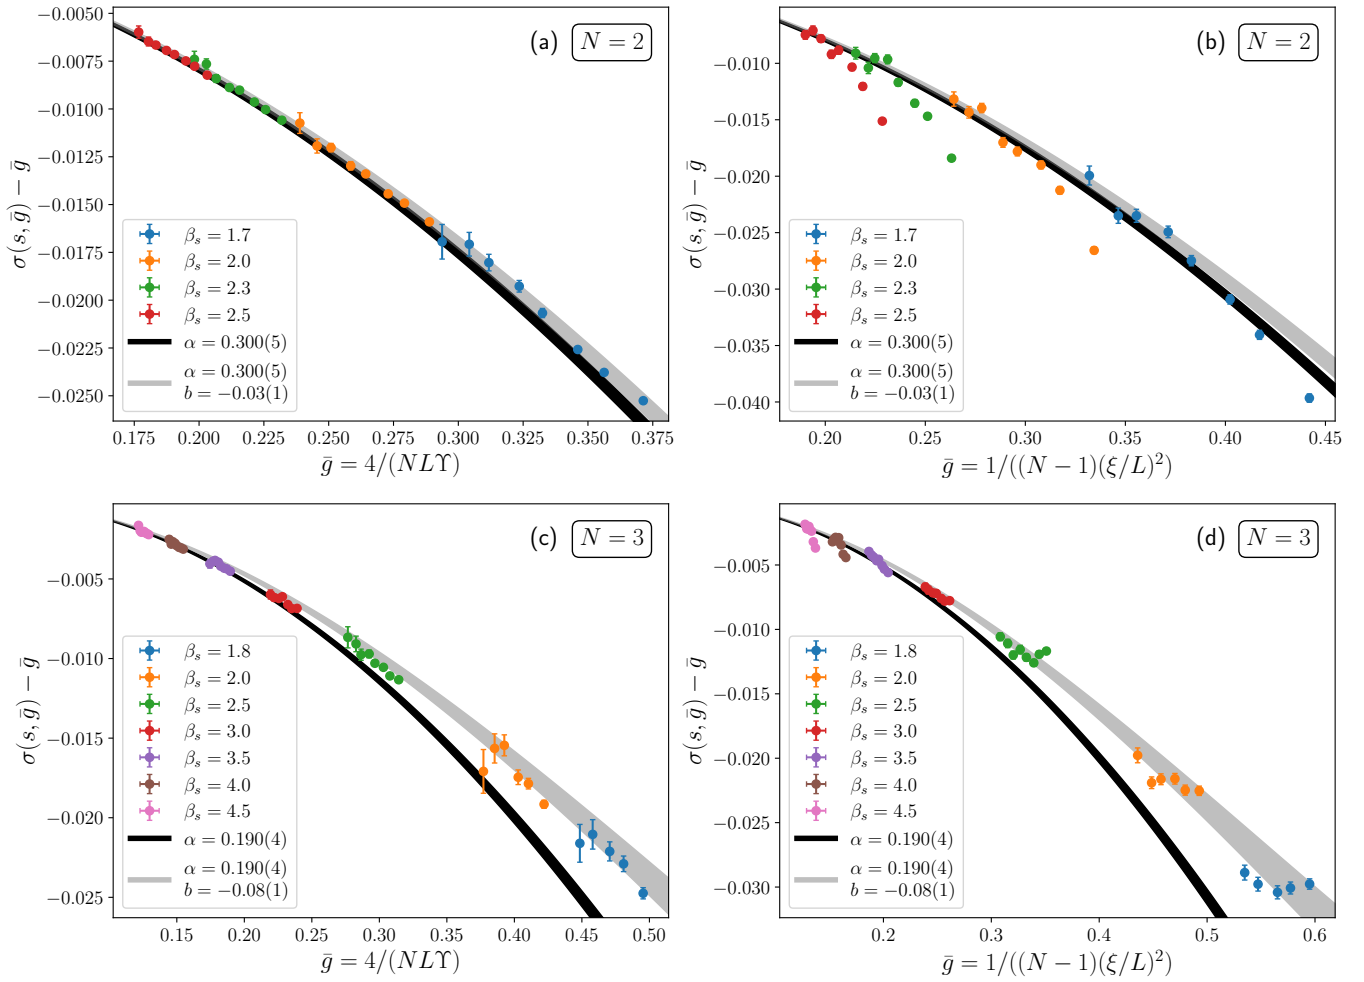 (a) N = 2
σ(s, ḡ) − ḡ
−0.0050
−0.0075
−0.0100
−0.0125
−0.0150
−0.0175
−0.0200
−0.0225
−0.0250
β_s = 1.7
β_s = 2.0
β_s = 2.3
β_s = 2.5
α = 0.300(5)
α = 0.300(5)
b = −0.03(1)
0.175 0.200 0.225 0.250 0.275 0.300 0.325 0.350 0.375
ḡ = 4/(NLΥ)
(b) N = 2
σ(s, ḡ) − ḡ
−0.010
−0.015
−0.020
−0.025
−0.030
−0.035
−0.040
β_s = 1.7
β_s = 2.0
β_s = 2.3
β_s = 2.5
α = 0.300(5)
α = 0.300(5)
b = −0.03(1)
0.20 0.25 0.30 0.35 0.40 0.45
ḡ = 1/((N − 1)(ξ/L)²)
(c) N = 3
σ(s, ḡ) − ḡ
−0.005
−0.010
−0.015
−0.020
−0.025
β_s = 1.8
β_s = 2.0
β_s = 2.5
β_s = 3.0
β_s = 3.5
β_s = 4.0
β_s = 4.5
α = 0.190(4)
α = 0.190(4)
b = −0.08(1)
0.15 0.20 0.25 0.30 0.35 0.40 0.45 0.50
ḡ = 4/(NLΥ)
(d) N = 3
σ(s, ḡ) − ḡ
−0.005
−0.010
−0.015
−0.020
−0.025
−0.030
β_s = 1.8
β_s = 2.0
β_s = 2.5
β_s = 3.0
β_s = 3.5
β_s = 4.0
β_s = 4.5
α = 0.190(4)
α = 0.190(4)
b = −0.08(1)
0.2 0.3 0.4 0.5 0.6
ḡ = 1/((N − 1)(ξ/L)²)